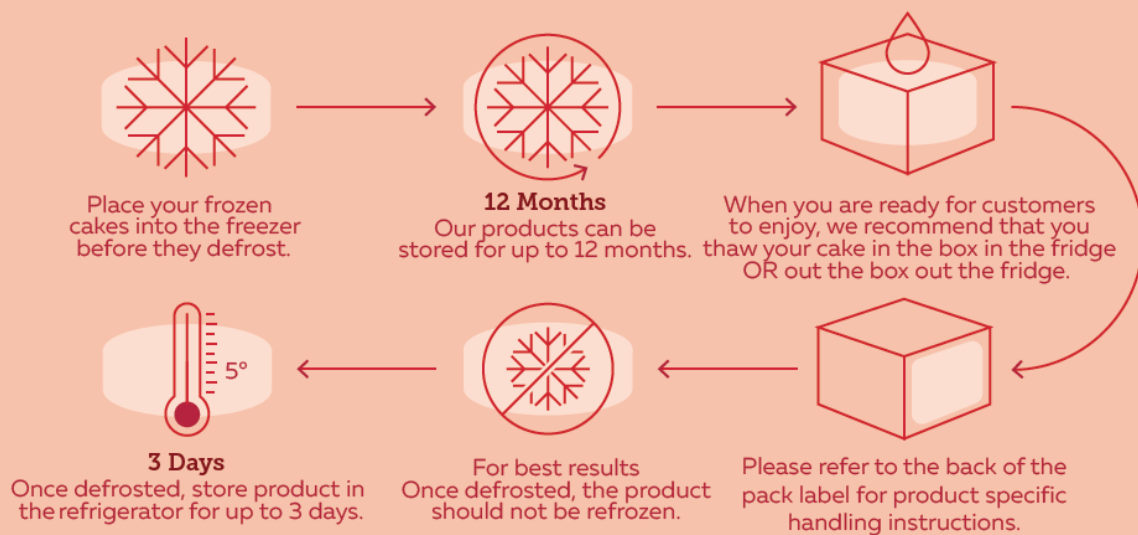 Place your frozen
cakes into the freezer
before they defrost.
12 Months
Our products can be
stored for up to 12 months.
When you are ready for customers
to enjoy, we recommend that you
thaw your cake in the box in the fridge
OR out the box out the fridge.
Please refer to the back of the
pack label for product specific
handling instructions.
For best results
Once defrosted, the product
should not be refrozen.
5°
3 Days
Once defrosted, store product in
the refrigerator for up to 3 days.